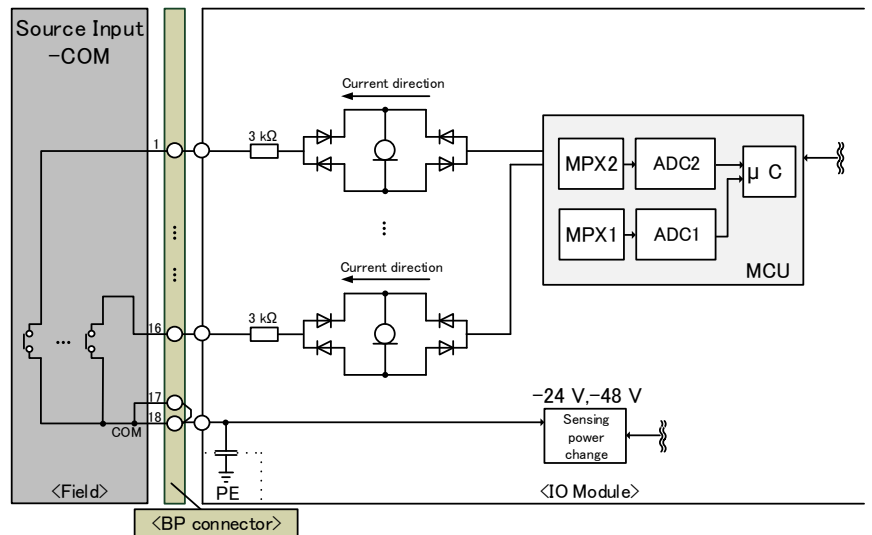 Source Input
-COM
Current direction
1
3 kΩ
MPX2
ADC2
μ C
MPX1
ADC1
MCU
Current direction
16
3 kΩ
17
18
COM
-24 V,-48 V
Sensing
power
change
PE
<Field>
<IO Module>
<BP connector>